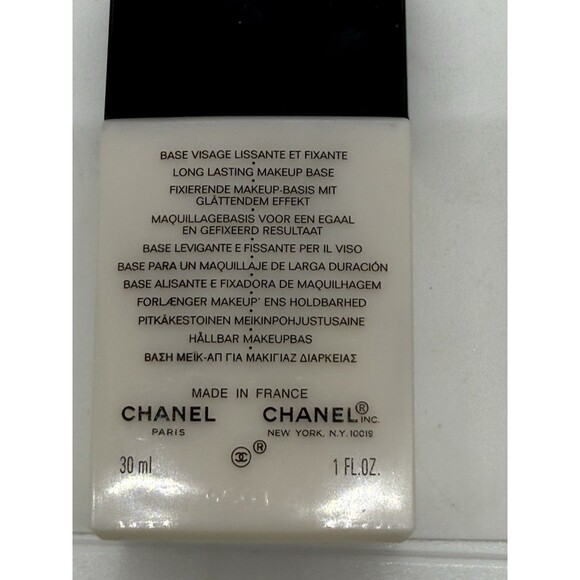 BASE VISAGE LISSANTE ET FIXANTE
LONG LASTING MAKEUP BASE
FIXIERENDE MAKEUP-BASIS MIT
GLÄTTENDEM EFFEKT
MAQUILLAGEBASIS VOOR EEN EGAAL
EN GEFIXEERD RESULTAAT
BASE LEVIGANTE E FISSANTE PER IL VISO
BASE PARA UN MAQUILLAJE DE LARGA DURACIÓN
BASE ALISANTE E FIXADORA DE MAQUILHAGEM
FORLÆNGER MAKEUP' ENS HOLDBARHED
PITKÄKESTOINEN MEIKINPOHJUSTUSAINE
HÅLLBAR MAKEUPBAS
ΒΑΣΗ ΜΕΪΚ-ΑΠ ΓΙΑ ΜΑΚΙΓΙΑΖ ΔΙΑΡΚΕΙΑΣ
MADE IN FRANCE
CHANEL CHANEL® INC.
PARIS NEW YORK, N.Y. 10019
®
30 ml 1 FL.OZ.